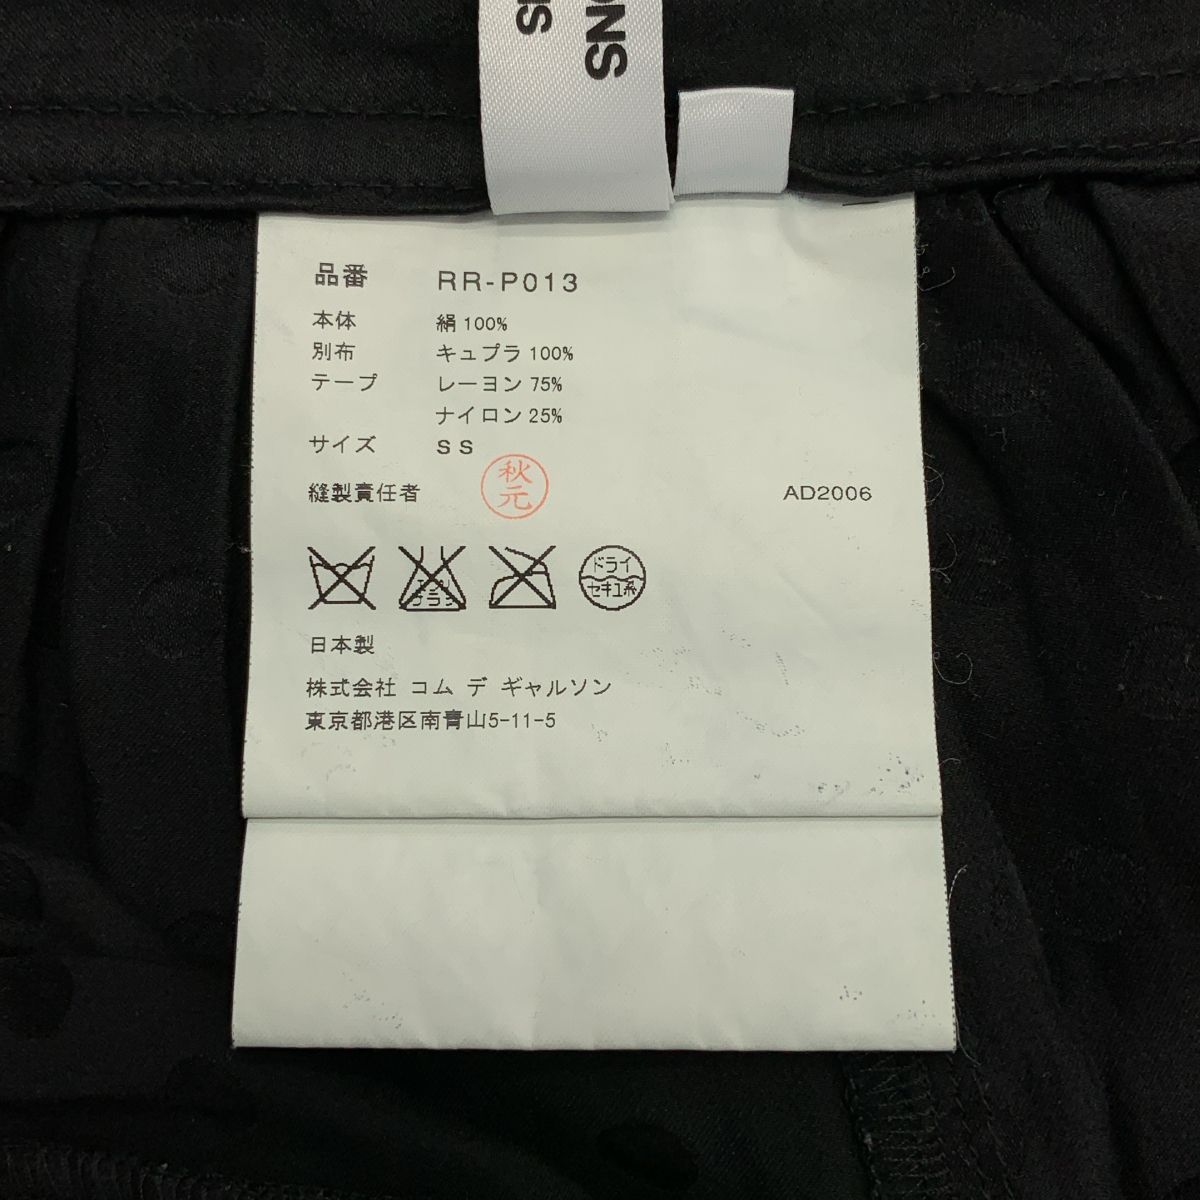 ONS
IS
品番 RR-P013
本体 絹 100%
別布 キュプラ 100%
テープ レーヨン 75%
ナイロン 25%
サイズ SS
縫製責任者 秋元 AD2006
ドライ
セキユ系
日本製
株式会社 コム デ ギャルソン
東京都港区南青山5-11-5